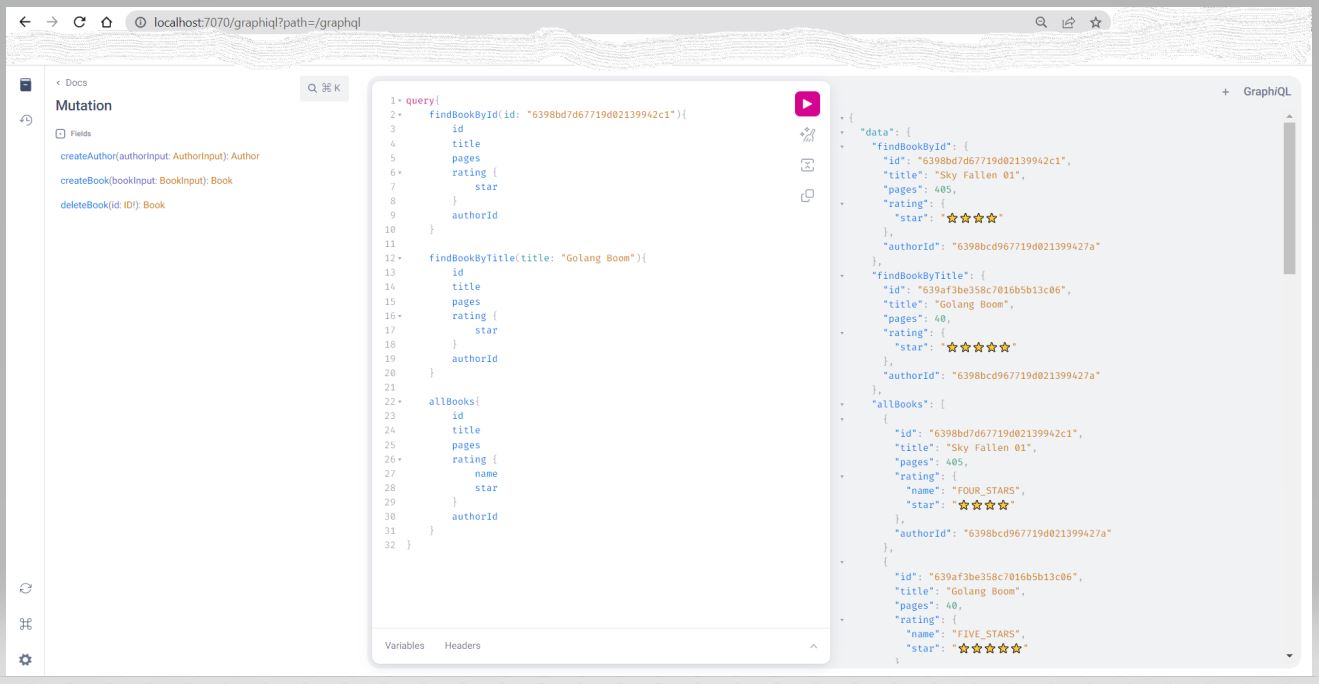 localhost:7070/graphiql?path=/graphql
< Docs
⌘ K
Mutation
Fields
createAuthor(authorInput: AuthorInput): Author
createBook(bookInput: BookInput): Book
deleteBook(id: ID!): Book
1 query{
2 findBookById(id: "6398bd7d67719d02139942c1"){
3 id
4 title
5 pages
6 rating {
7 star
8 }
9 authorId
10 }
11
12 findBookByTitle(title: "Golang Boom"){
13 id
14 title
15 pages
16 rating {
17 star
18 }
19 authorId
20 }
21
22 allBooks{
23 id
24 title
25 pages
26 rating {
27 name
28 star
29 }
30 authorId
31 }
32 }
Variables Headers
+ GraphiQL
{
"data": {
"findBookById": {
"id": "6398bd7d67719d02139942c1",
"title": "Sky Fallen 01",
"pages": 405,
"rating": {
"star": "⭐⭐⭐⭐"
},
"authorId": "6398bcd967719d021399427a"
},
"findBookByTitle": {
"id": "639af3be358c7016b5b13c06",
"title": "Golang Boom",
"pages": 40,
"rating": {
"star": "⭐⭐⭐⭐⭐"
},
"authorId": "6398bcd967719d021399427a"
},
"allBooks": [
{
"id": "6398bd7d67719d02139942c1",
"title": "Sky Fallen 01",
"pages": 405,
"rating": {
"name": "FOUR_STARS",
"star": "⭐⭐⭐⭐"
},
"authorId": "6398bcd967719d021399427a"
},
{
"id": "639af3be358c7016b5b13c06",
"title": "Golang Boom",
"pages": 40,
"rating": {
"name": "FIVE_STARS",
"star": "⭐⭐⭐⭐⭐"
}